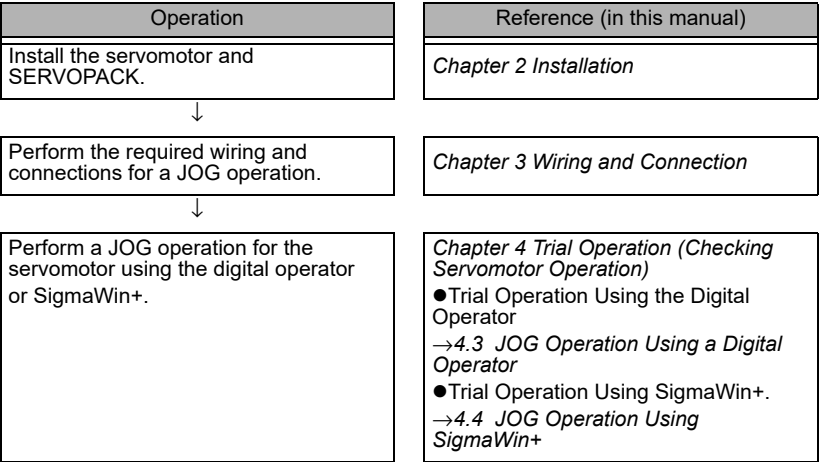 Operation
Reference (in this manual)
Install the servomotor and
SERVOPACK.
Chapter 2 Installation
↓
Perform the required wiring and
connections for a JOG operation.
Chapter 3 Wiring and Connection
↓
Perform a JOG operation for the
servomotor using the digital operator
or SigmaWin+.
Chapter 4 Trial Operation (Checking
Servomotor Operation)
●Trial Operation Using the Digital
Operator
→4.3 JOG Operation Using a Digital
Operator
●Trial Operation Using SigmaWin+.
→4.4 JOG Operation Using
SigmaWin+